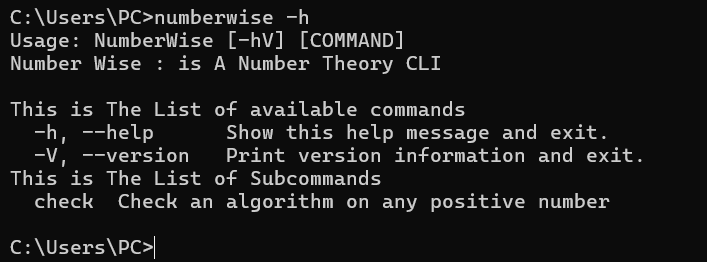 C:\Users\PC>numberwise -h
Usage: NumberWise [-hV] [COMMAND]
Number Wise : is A Number Theory CLI

This is The List of available commands
  -h, --help      Show this help message and exit.
  -V, --version   Print version information and exit.
This is The List of Subcommands
  check  Check an algorithm on any positive number

C:\Users\PC>